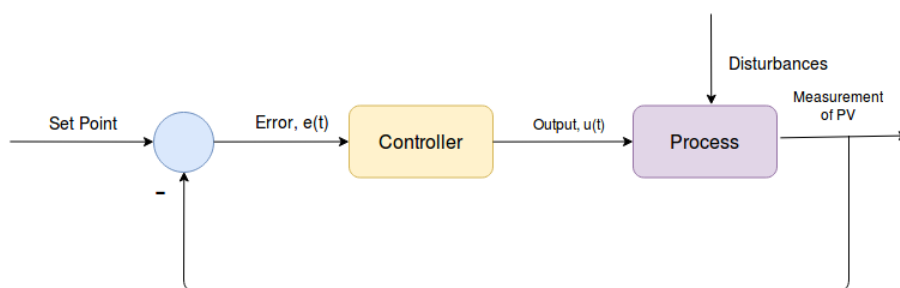 Set Point
Error, e(t)
Controller
Output, u(t)
Process
Disturbances
Measurement
of PV
-